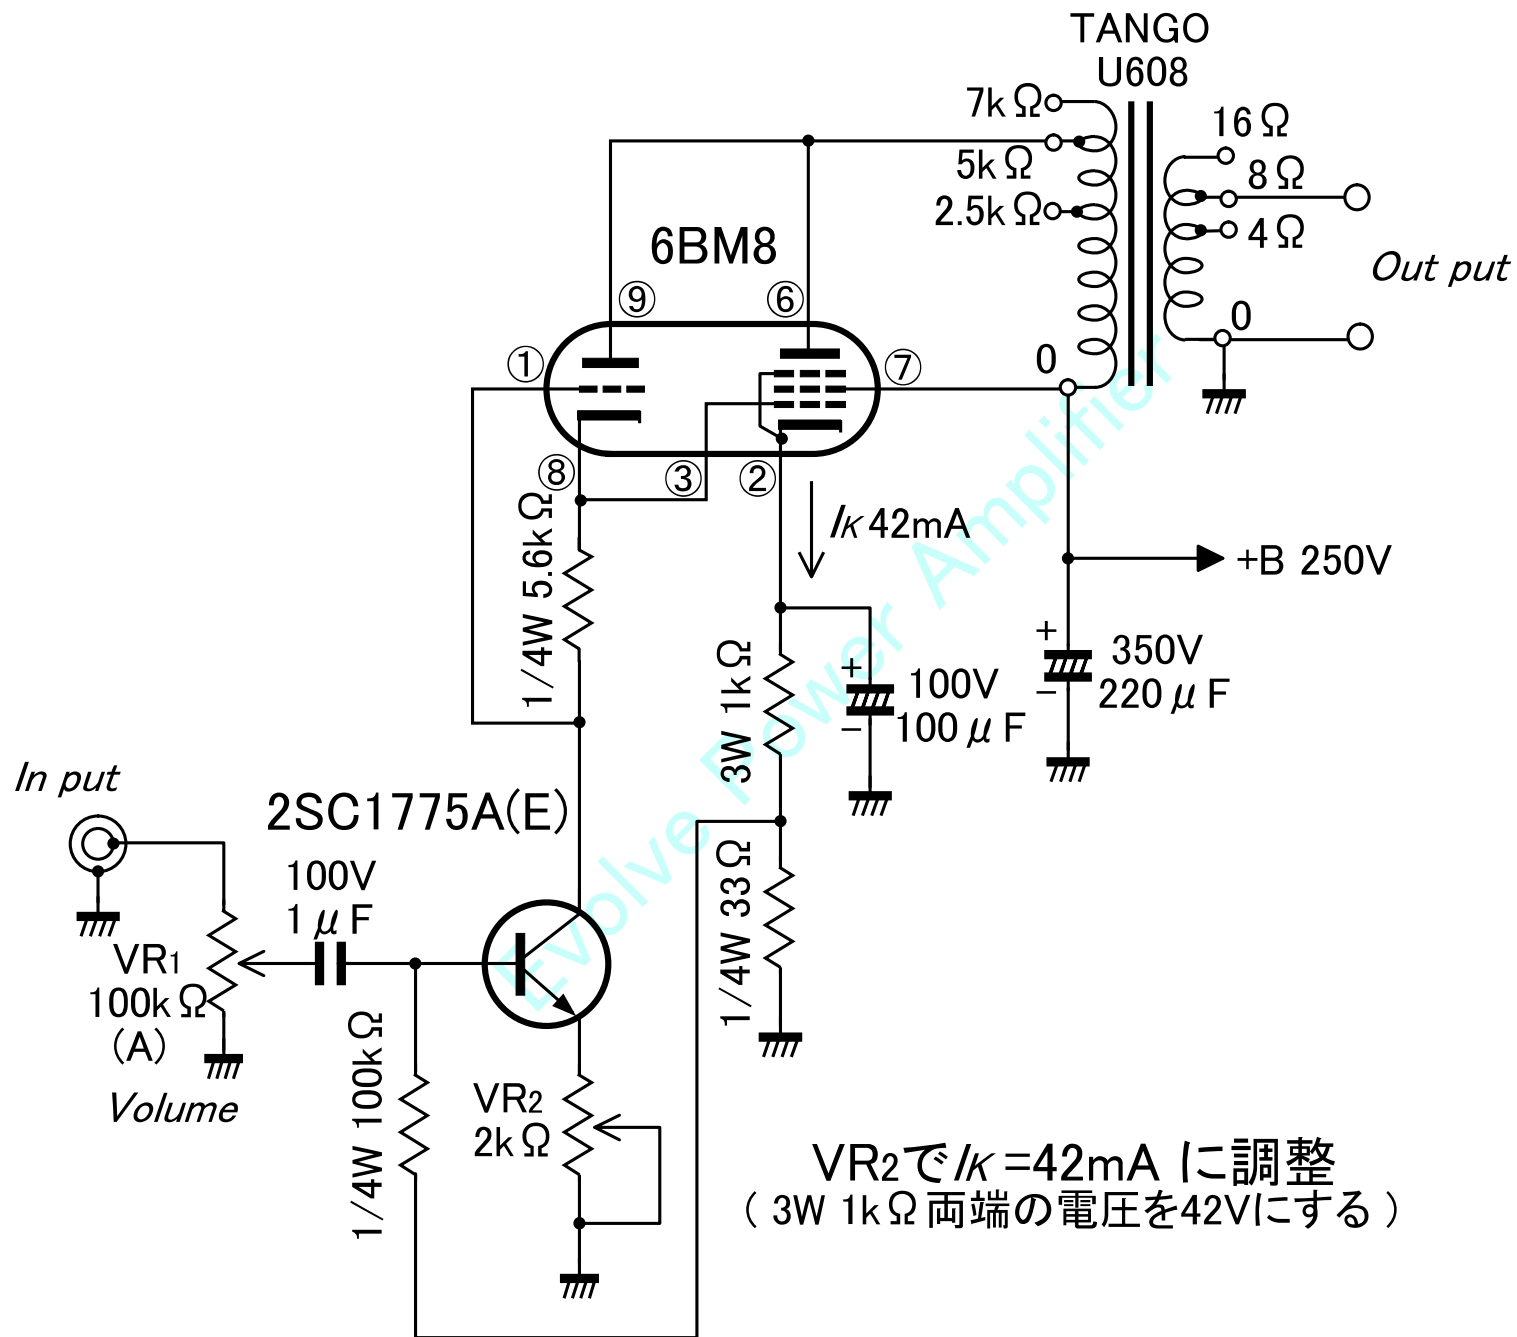 TANGO
U608
7kΩ
16Ω
5kΩ
8Ω
2.5kΩ
4Ω
6BM8
Out put
⑨
⑥
0
①
⑦
0
⑧
③
②
IK 42mA
1/4W 5.6kΩ
+B 250V
+
350V
−
220μF
3W 1kΩ
+
100V
−
100μF
In put
2SC1775A(E)
100V
1μF
1/4W 33Ω
VR1
100kΩ
(A)
Volume
1/4W 100kΩ
VR2
2kΩ
VR2でIK =42mA に調整
( 3W 1kΩ両端の電圧を42Vにする )
Evolve Power Amplifier